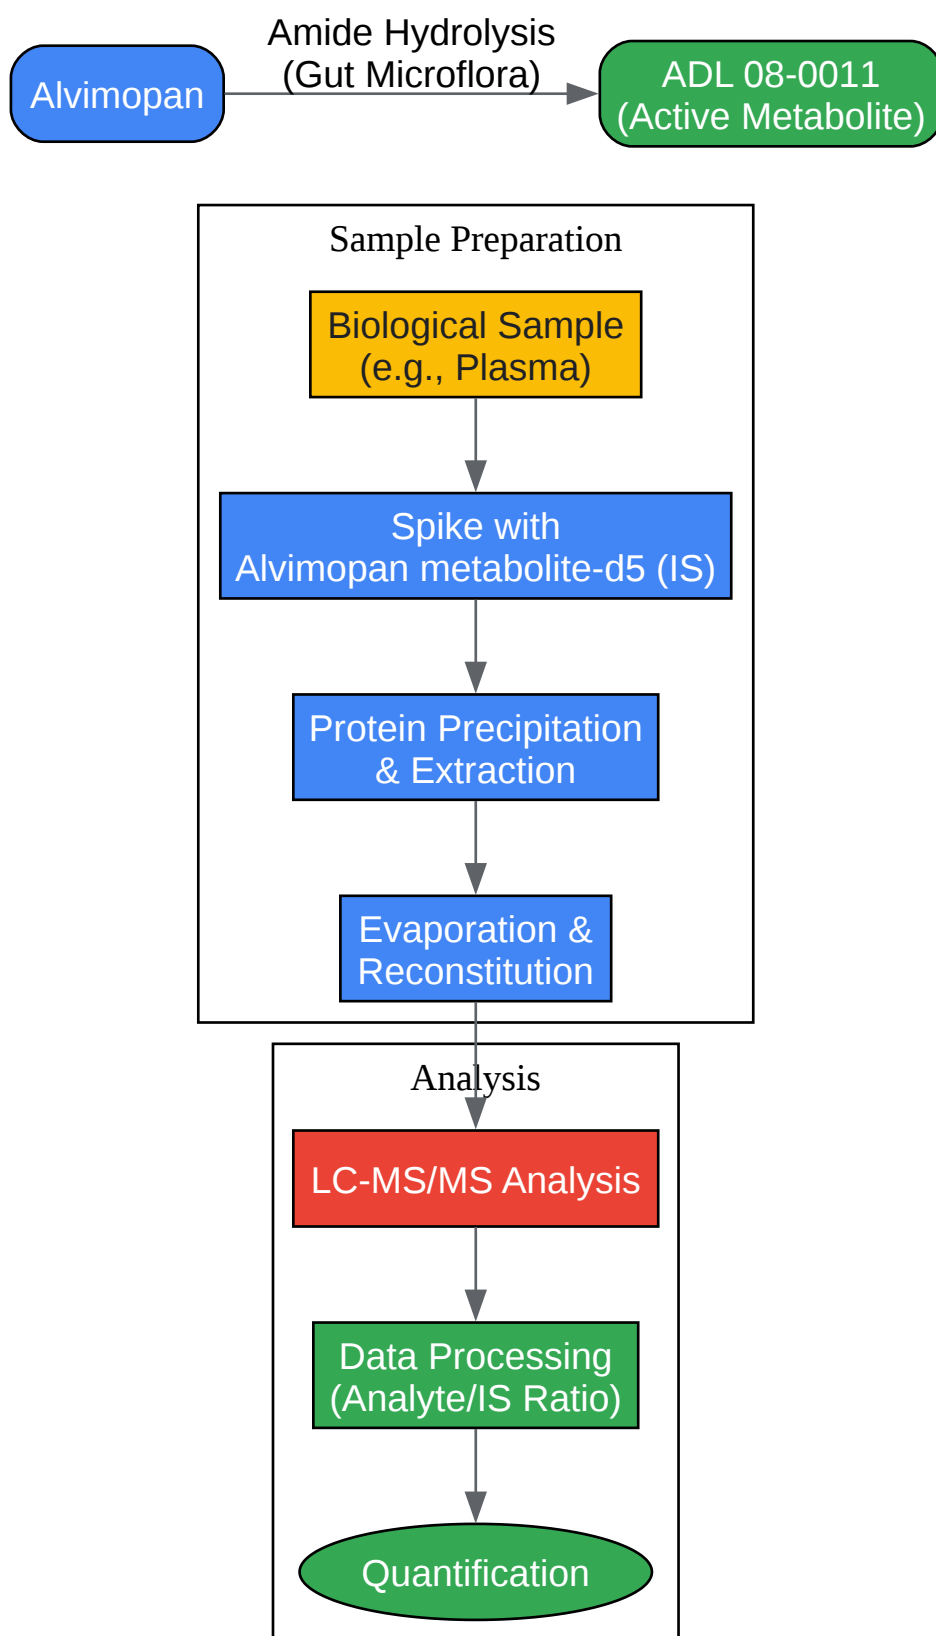 Amide Hydrolysis
(Gut Microflora)
Alvimopan
ADL 08-0011
(Active Metabolite)
Sample Preparation
Biological Sample
(e.g., Plasma)
Spike with
Alvimopan metabolite-d5 (IS)
Protein Precipitation
& Extraction
Evaporation &
Reconstitution
Analysis
LC-MS/MS Analysis
Data Processing
(Analyte/IS Ratio)
Quantification